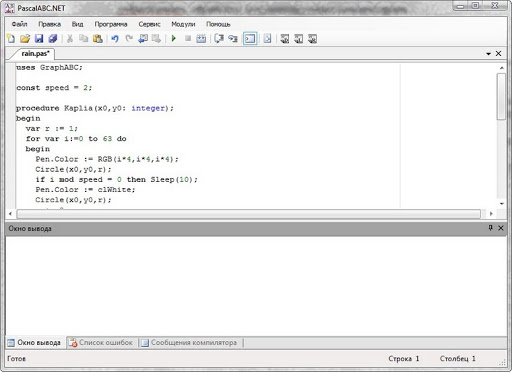 PascalABC.NET
Файл Правка Вид Программа Сервис Модули Помощь
rain.pas*
uses GraphABC;
const speed = 2;
procedure Kaplia(x0,y0: integer);
begin
var r := 1;
for var i:=0 to 63 do
begin
Pen.Color := RGB(i*4,i*4,i*4);
Circle(x0,y0,r);
if i mod speed = 0 then Sleep(10);
Pen.Color := clWhite;
Circle(x0,y0,r);
Окно вывода
Окно вывода Список ошибок Сообщения компилятора
Готов Строка 1 Столбец 1